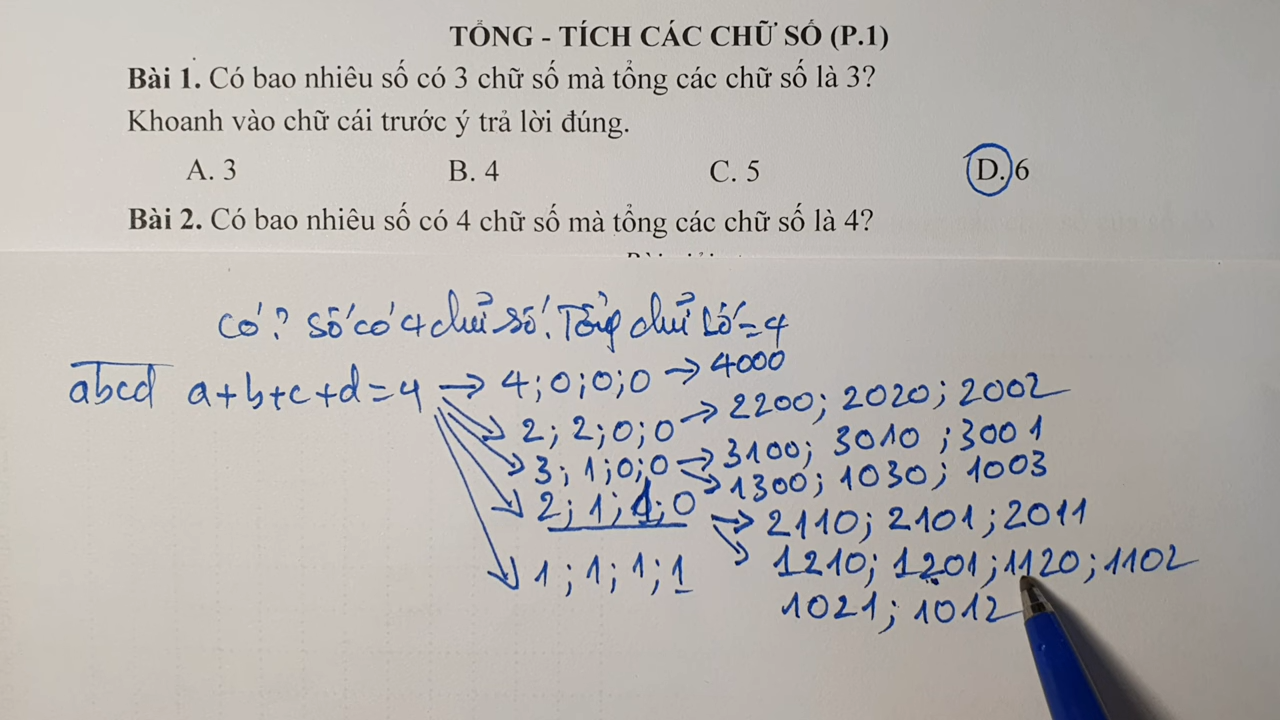 TỔNG - TÍCH CÁC CHỮ SỐ (P.1)
Bài 1. Có bao nhiêu số có 3 chữ số mà tổng các chữ số là 3?
Khoanh vào chữ cái trước ý trả lời đúng.
A. 3 B. 4 C. 5 D. 6
Bài 2. Có bao nhiêu số có 4 chữ số mà tổng các chữ số là 4?
Có? số có 4 chữ số. Tổng chữ số = 4
abcd a+b+c+d=4 → 4;0;0;0 → 4000
2; 2;0;0 → 2200; 2020; 2002
3; 1;0;0 → 3100; 3010; 3001
1300; 1030; 1003
2; 1; 1;0 → 2110; 2101; 2011
1210; 1201; 1120; 1102
1; 1; 1; 1
1021; 1012